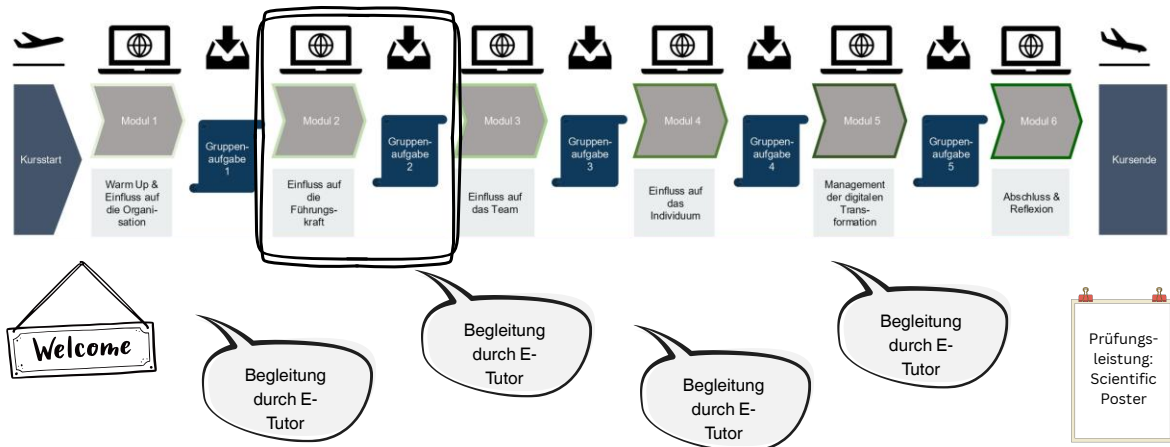 Kursstart
Modul 1
Warm Up &
Einfluss auf
die Organi-
sation
Gruppen-
aufgabe
1
Modul 2
Einfluss auf
die
Führungs-
kraft
Gruppen-
aufgabe
2
Modul 3
Einfluss auf
das Team
Gruppen-
aufgabe
3
Modul 4
Einfluss auf
das
Individuum
Gruppen-
aufgabe
4
Modul 5
Management
der digitalen
Trans-
formation
Gruppen-
aufgabe
5
Modul 6
Abschluss &
Reflexion
Kursende
Welcome
Begleitung
durch E-
Tutor
Begleitung
durch E-
Tutor
Begleitung
durch E-
Tutor
Begleitung
durch E-
Tutor
Prüfungs-
leistung:
Scientific
Poster